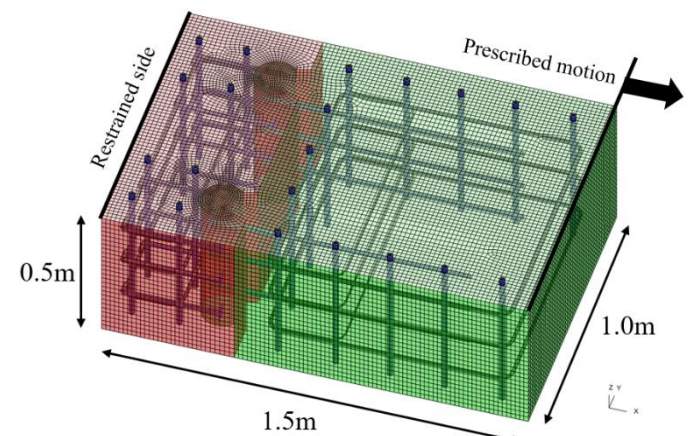 Prescribed motion
Restrained side
0.5m
1.0m
1.5m
Z Y
X